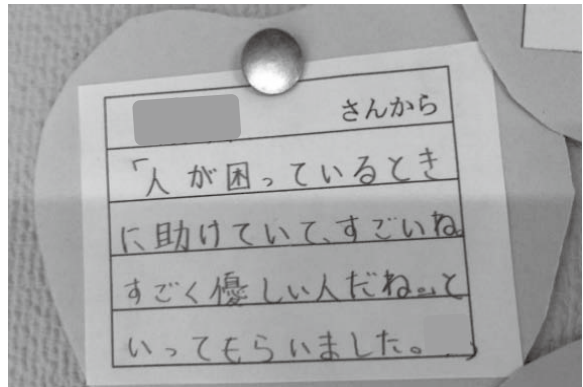 さんから
「人が困っているとき
に助けていて、すごいね
すごく優しい人だね。」と
いってもらいました。